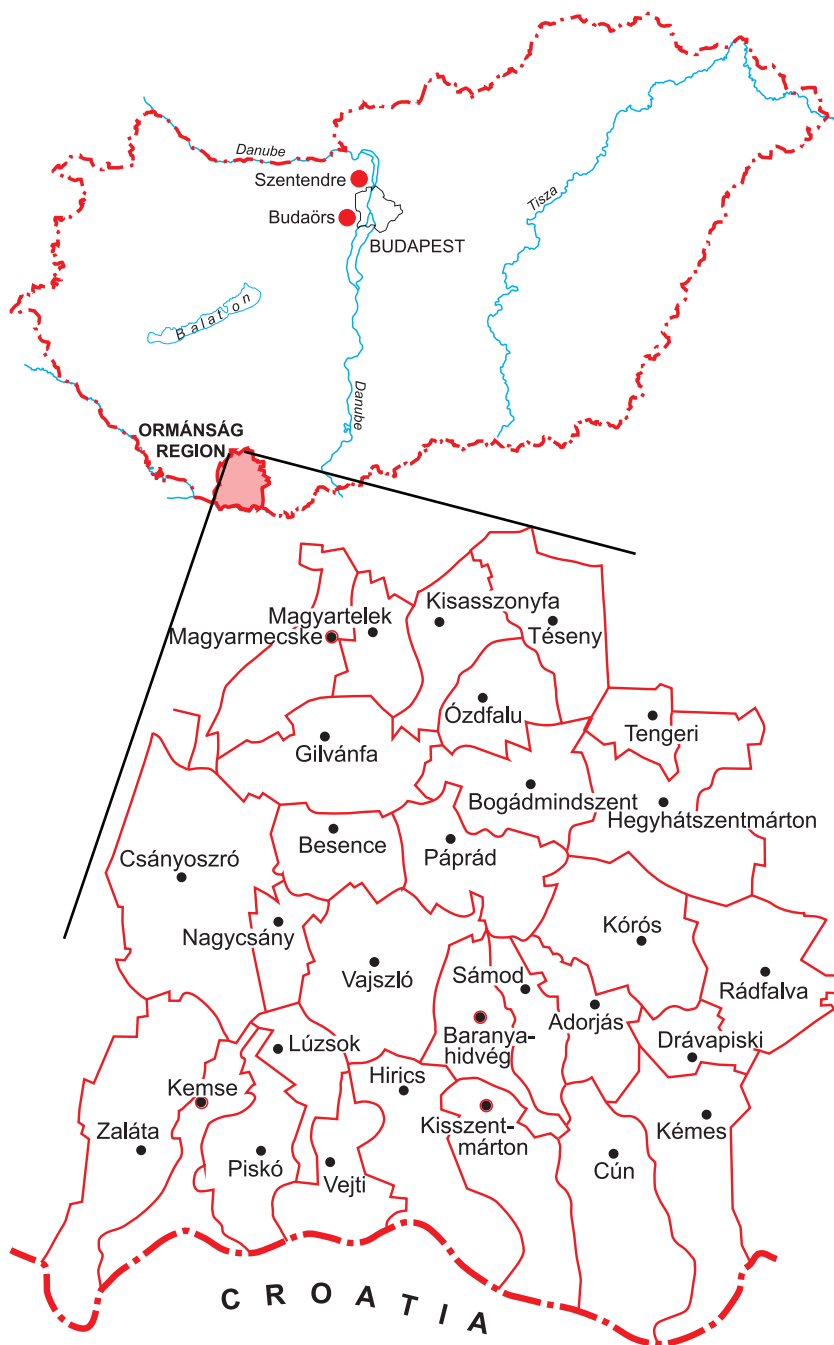 Danube
Szentendre
Tisza
Budaörs
BUDAPEST
Balaton
Danube
ORMÁNSÁG
REGION
Kisasszonyfa
Magyartelek
Magyarmecske
Téseny
Ózdfalu
Tengeri
Gilvánfa
Bogádmindszent
Hegyhátszentmárton
Besence
Páprád
Csányoszró
Kórós
Nagycsány
Vajszló
Sámod
Rádfalva
Adorjás
Baranya-
hidvég
Drávapiski
Lúzsok
Hirics
Kemse
Kisszent-
márton
Kémes
Zaláta
Piskó
Vejti
Cún
CROATIA